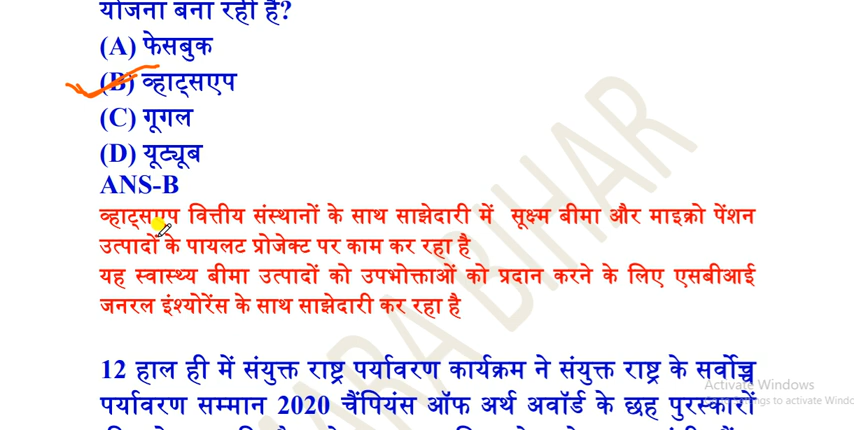 योजना बना रही है?
(A) फेसबुक
(B) व्हाट्सएप
(C) गूगल
(D) यूट्यूब
ANS-B
व्हाट्सएप वित्तीय संस्थानों के साथ साझेदारी में सूक्ष्म बीमा और माइक्रो पेंशन
उत्पादों के पायलट प्रोजेक्ट पर काम कर रहा है
यह स्वास्थ्य बीमा उत्पादों को उपभोक्ताओं को प्रदान करने के लिए एसबीआई
जनरल इंश्योरेंस के साथ साझेदारी कर रहा है
12 हाल ही में संयुक्त राष्ट्र पर्यावरण कार्यक्रम ने संयुक्त राष्ट्र के सर्वोच्च
पर्यावरण सम्मान 2020 चैंपियंस ऑफ अर्थ अवॉर्ड के छह पुरस्कारों
BIHAR
Activate Windows